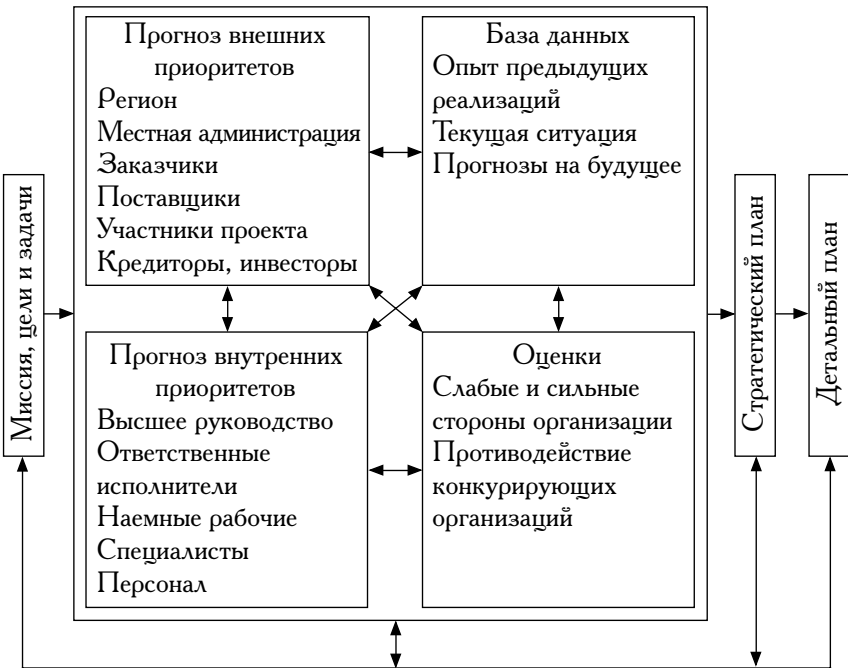 Миссия, цели и задачи
Прогноз внешних
приоритетов
Регион
Местная администрация
Заказчики
Поставщики
Участники проекта
Кредиторы, инвесторы
База данных
Опыт предыдущих
реализаций
Текущая ситуация
Прогнозы на будущее
Прогноз внутренних
приоритетов
Высшее руководство
Ответственные
исполнители
Наемные рабочие
Специалисты
Персонал
Оценки
Слабые и сильные
стороны организации
Противодействие
конкурирующих
организаций
Стратегический план
Детальный план